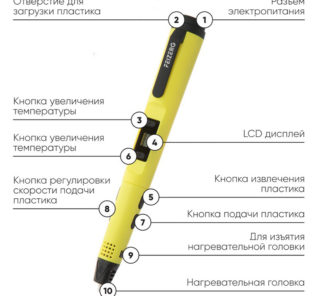 Отверстие для
загрузки пластика
2
1
Разъем
электропитания
FEIZERG
Кнопка увеличения
температуры
3
Кнопка увеличения
температуры
4
6
LCD дисплей
Кнопка регулировки
скорости подачи
пластика
8
5
Кнопка извлечения
пластика
7
Кнопка подачи пластика
9
Для изъятия
нагревательной головки
10
Нагревательная головка